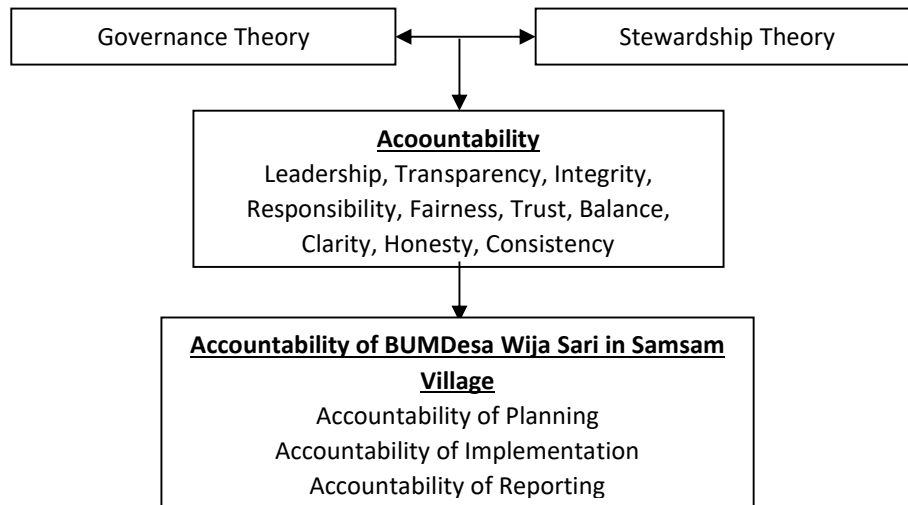 Governance Theory
Stewardship Theory
Acoountability
Leadership, Transparency, Integrity,
Responsibility, Fairness, Trust, Balance,
Clarity, Honesty, Consistency
Accountability of BUMDesa Wija Sari in Samsam
Village
Accountability of Planning
Accountability of Implementation
Accountability of Reporting